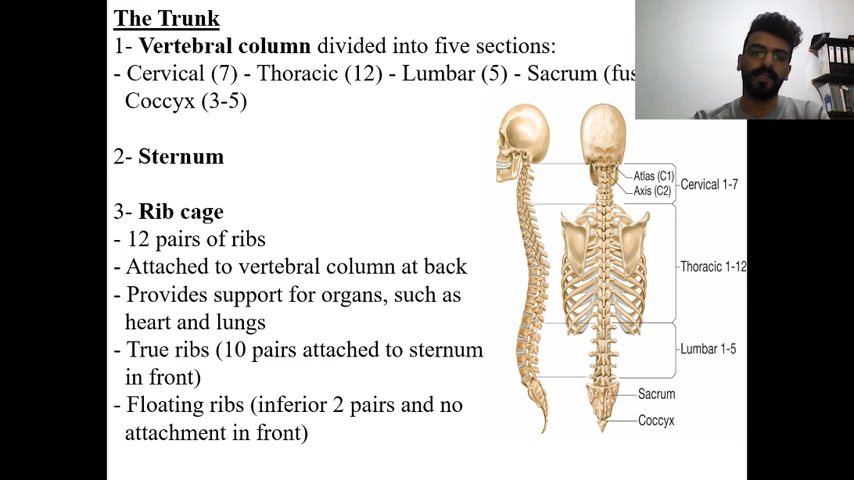 The Trunk
1- Vertebral column divided into five sections:
- Cervical (7) - Thoracic (12) - Lumbar (5) - Sacrum
Coccyx (3-5)
2- Sternum
3- Rib cage
- 12 pairs of ribs
- Attached to vertebral column at back
- Provides support for organs, such as
heart and lungs
- True ribs (10 pairs attached to sternum
in front)
- Floating ribs (inferior 2 pairs and no
attachment in front)
Atlas (C1)
Axis (C2)
Cervical 1-7
Thoracic 1-12
Lumbar 1-5
Sacrum
Coccyx